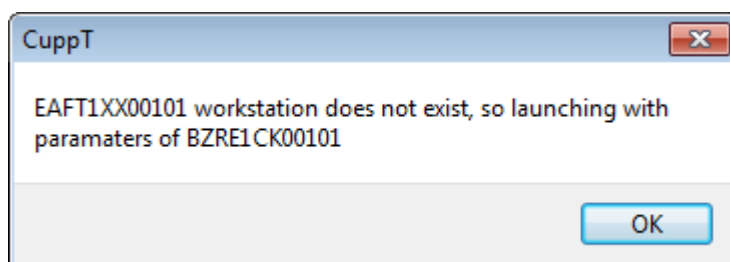 CuppT
EAFT1XX00101 workstation does not exist, so launching with
paramaters of BZRE1CK00101
OK